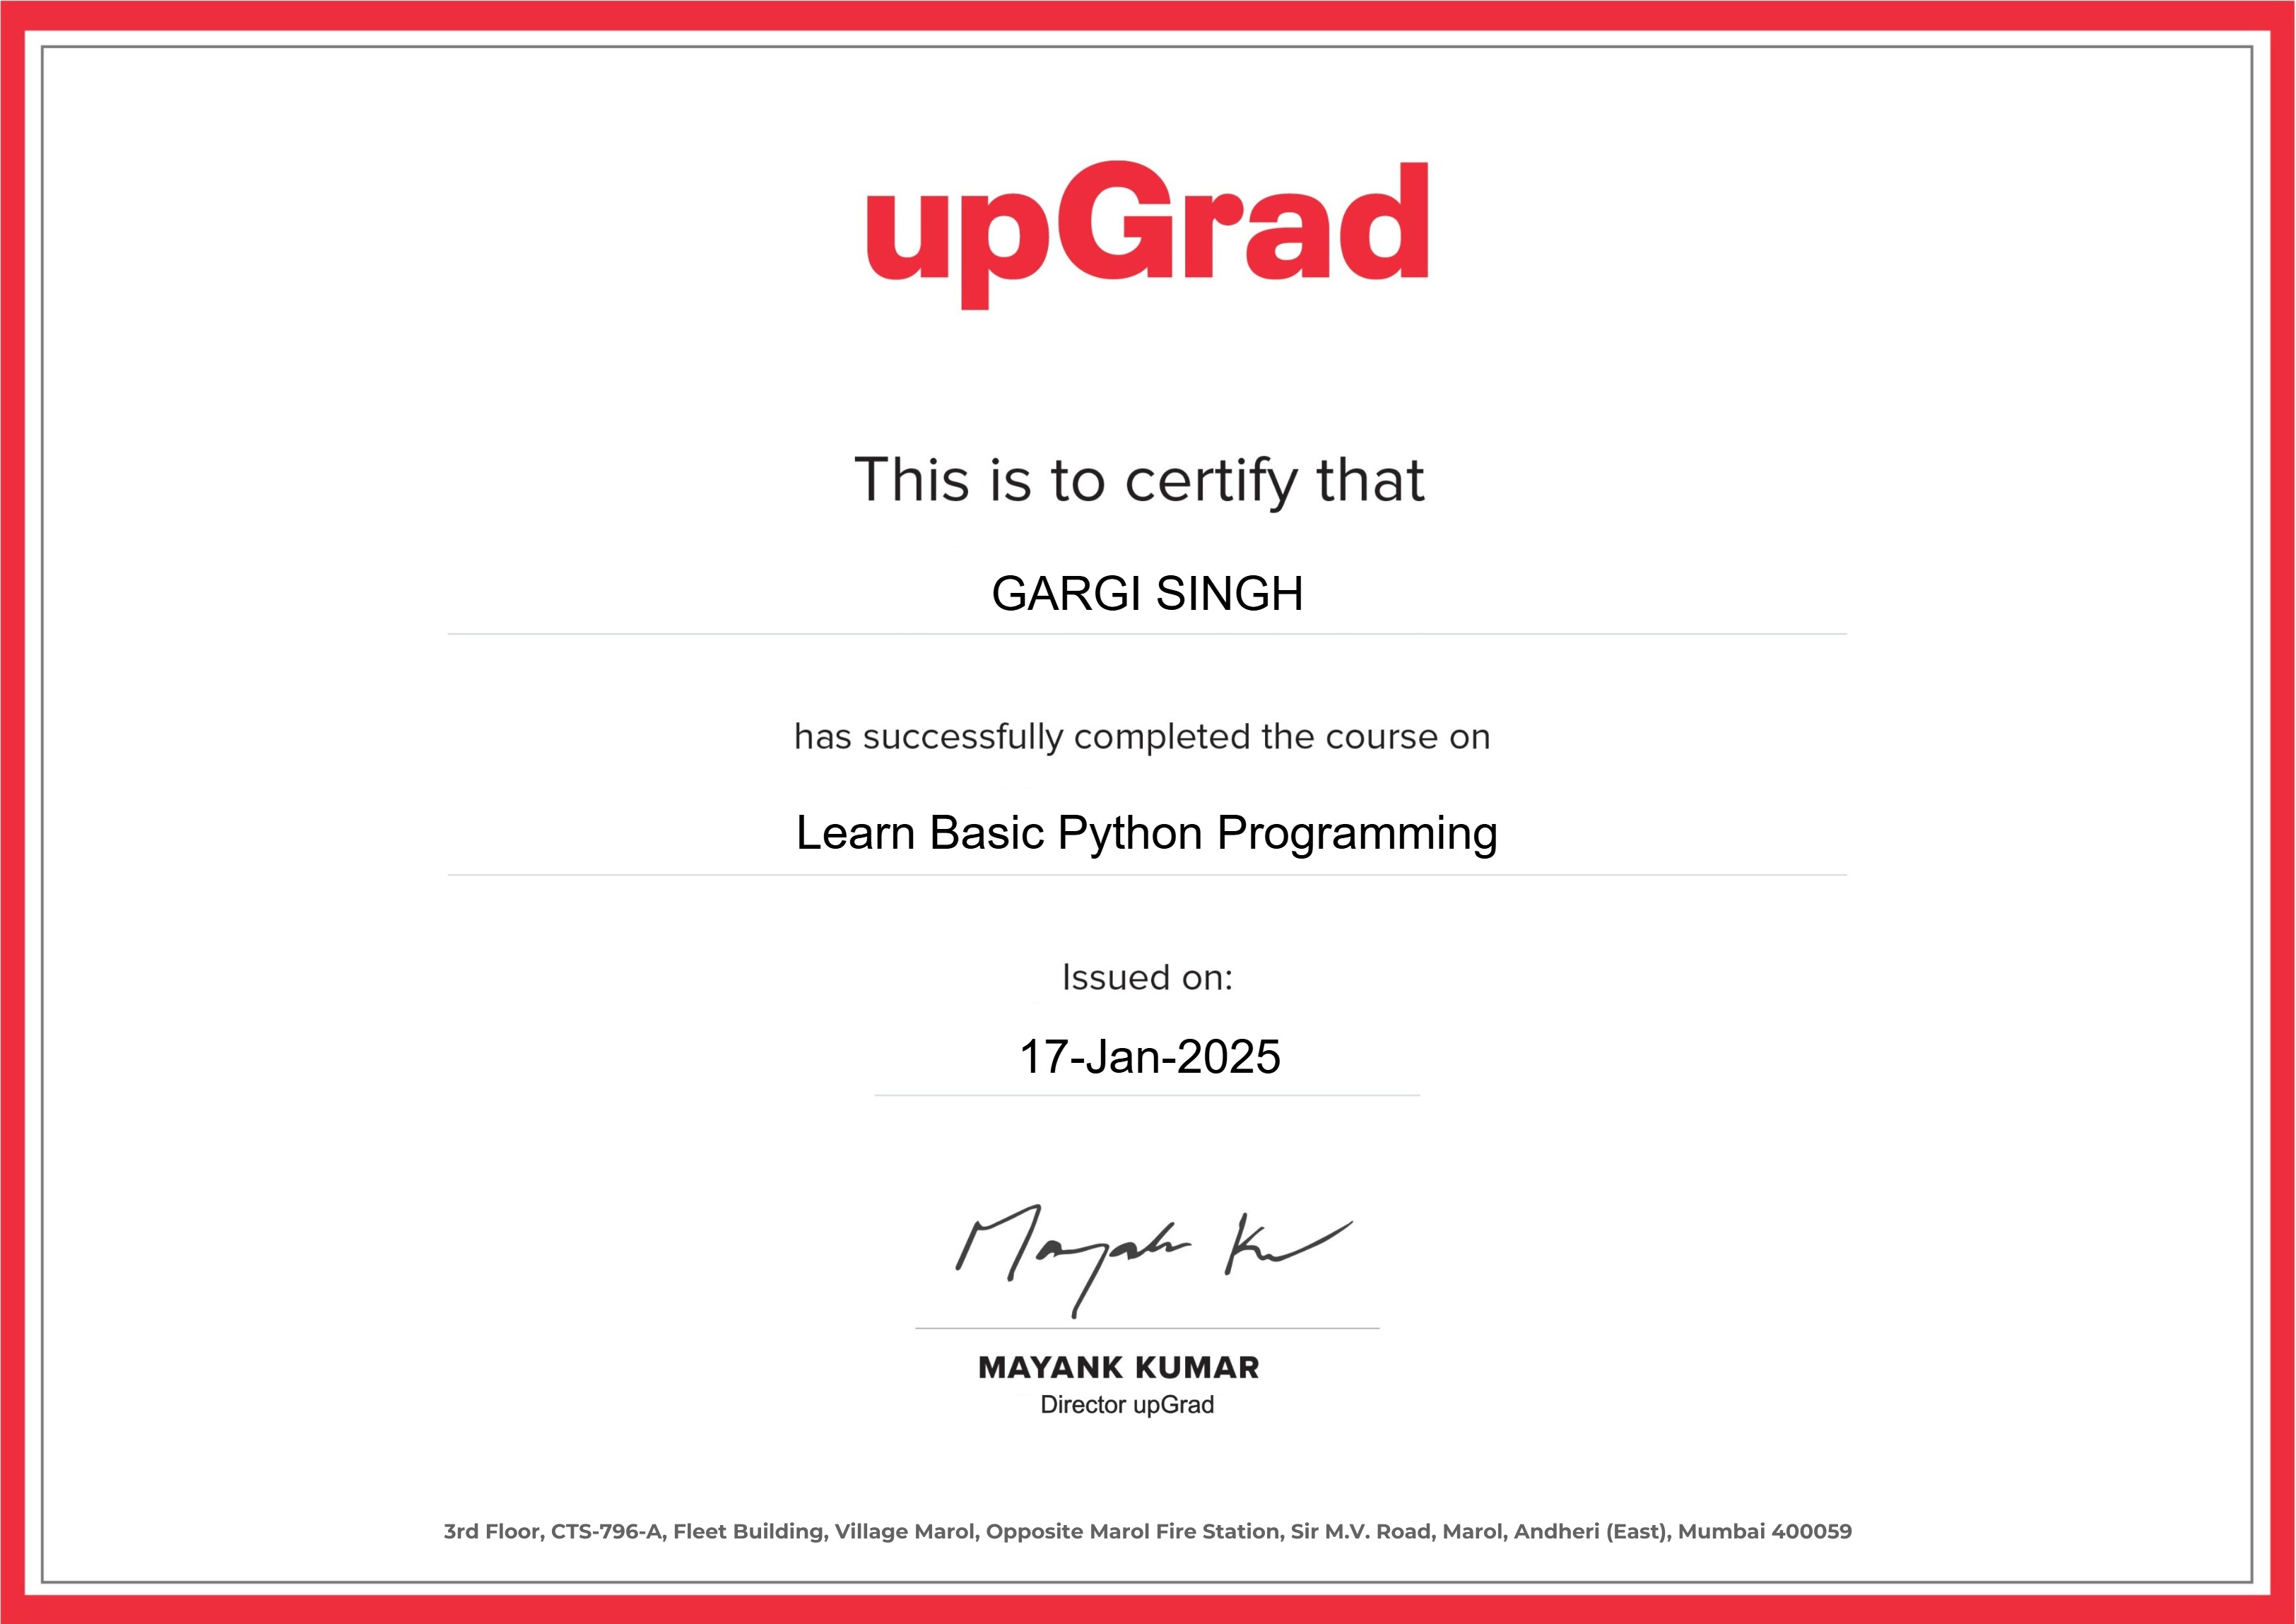 upGrad
This is to certify that
GARGI SINGH
has successfully completed the course on
Learn Basic Python Programming
Issued on:
17-Jan-2025
Mayank Ku
MAYANK KUMAR
Director upGrad
3rd Floor, CTS-796-A, Fleet Building, Village Marol, Opposite Marol Fire Station, Sir M.V. Road, Marol, Andheri (East), Mumbai 400059